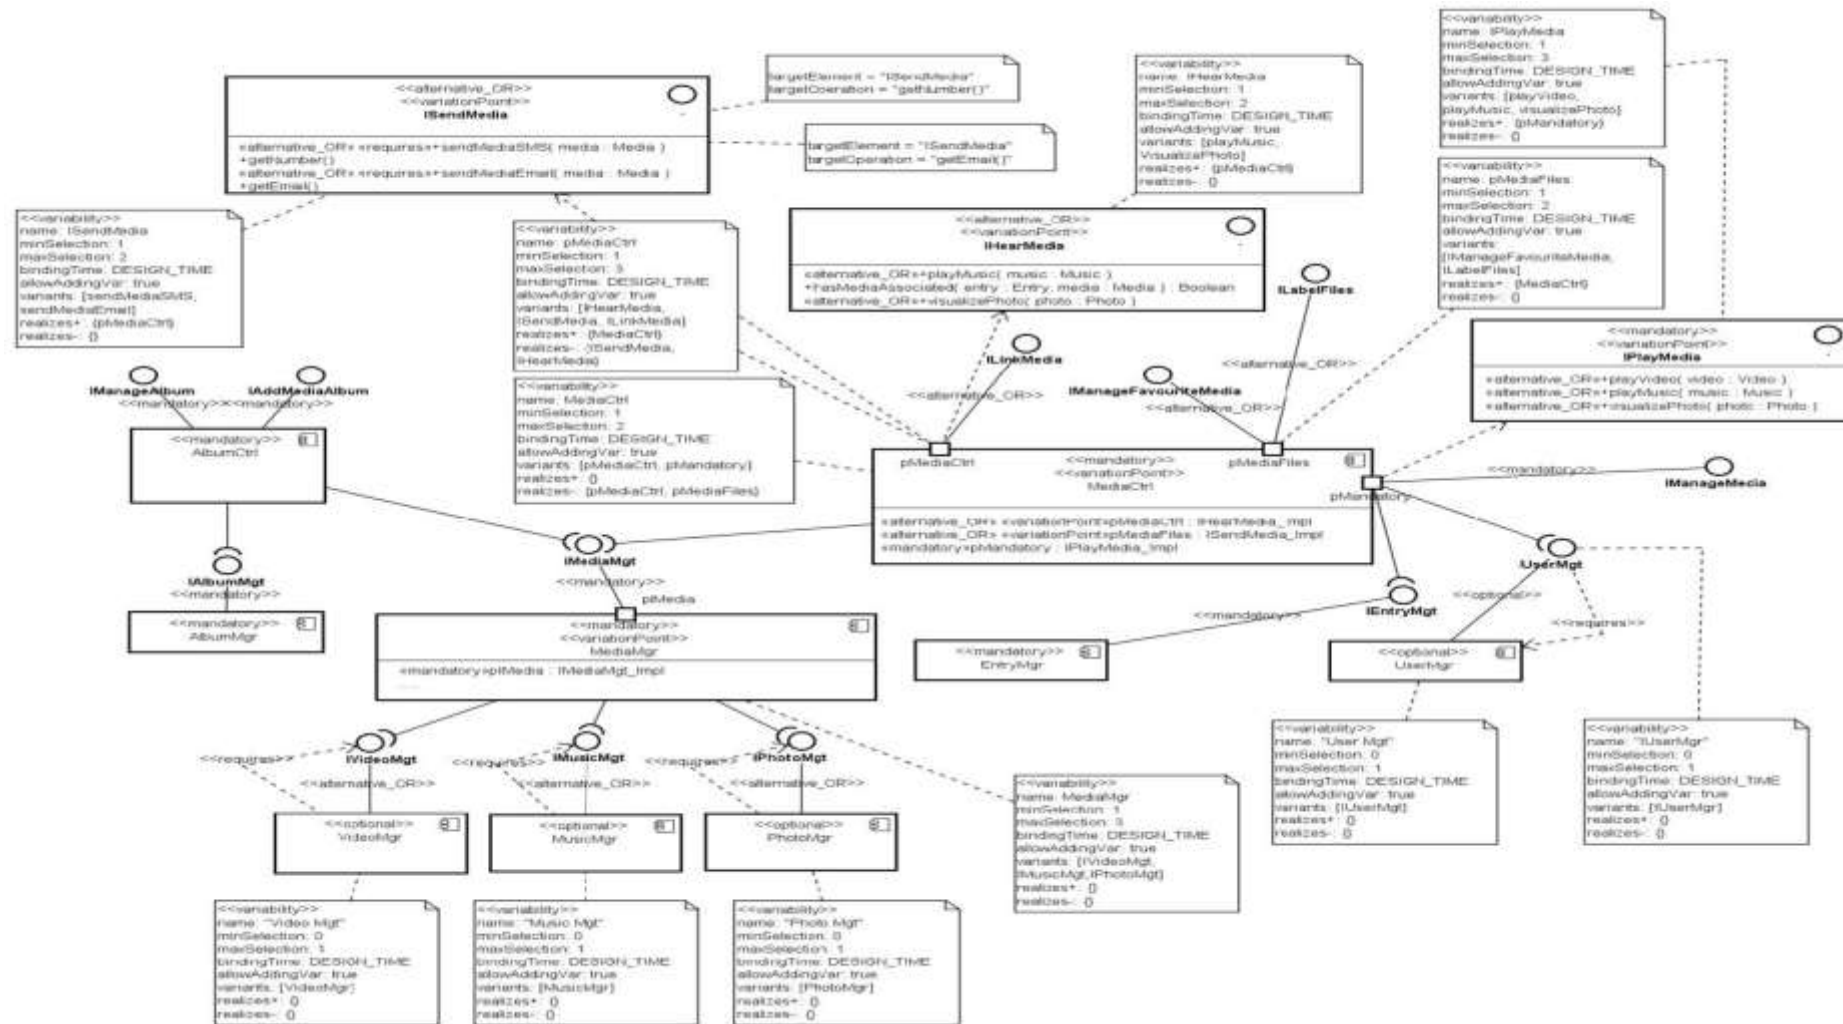 <<alternative_OR>>
<<variationPoint>>
ISendMedia
«alternative_OR» «requires»+sendMediaSMS( media : Media )
+getNumber()
«alternative_OR» «requires»+sendMediaEmail( media : Media )
+getEmail()
targetElement = "ISendMedia"
targetOperation = "getNumber()"
targetElement = "ISendMedia"
targetOperation = "getEmail()"
<<variability>>
name: IHearMedia
minSelection: 1
maxSelection: 2
bindingTime: DESIGN_TIME
allowAddingVar: true
variants: [playMusic,
VisualizePhoto]
realizes+: {pMediaCtrl}
realizes-: {}
<<variability>>
name: IPlayMedia
minSelection: 1
maxSelection: 3
bindingTime: DESIGN_TIME
allowAddingVar: true
variants: [playVideo,
playMusic, visualizePhoto]
realizes+: {pMandatory}
realizes-: {}
<<variability>>
name: pMediaFiles
minSelection: 1
maxSelection: 2
bindingTime: DESIGN_TIME
allowAddingVar: true
variants:
[IManageFavouriteMedia,
ILabelFiles]
realizes+: {MediaCtrl}
realizes-: {}
<<variability>>
name: ISendMedia
minSelection: 1
maxSelection: 2
bindingTime: DESIGN_TIME
allowAddingVar: true
variants: [sendMediaSMS,
sendMediaEmail]
realizes+: {pMediaCtrl}
realizes-: {}
<<variability>>
name: pMediaCtrl
minSelection: 1
maxSelection: 3
bindingTime: DESIGN_TIME
allowAddingVar: true
variants: [IHearMedia,
ISendMedia, ILinkMedia]
realizes+: {MediaCtrl}
realizes-: {ISendMedia,
IHearMedia}
<<alternative_OR>>
<<variationPoint>>
IHearMedia
«alternative_OR»+playMusic( music : Music )
+hasMediaAssociated( entry : Entry, media : Media ) : Boolean
«alternative_OR»+visualizePhoto( photo : Photo )
ILabelFiles
<<alternative_OR>>
ILinkMedia
<<alternative_OR>>
IManageFavouriteMedia
<<alternative_OR>>
<<mandatory>>
<<variationPoint>>
IPlayMedia
«alternative_OR»+playVideo( video : Video )
«alternative_OR»+playMusic( music : Music )
«alternative_OR»+visualizePhoto( photo : Photo )
IManageAlbum
IAddMediaAlbum
<<mandatory>>
<<mandatory>>
<<mandatory>>
AlbumCtrl
<<variability>>
name: MediaCtrl
minSelection: 1
maxSelection: 2
bindingTime: DESIGN_TIME
allowAddingVar: true
variants: [pMediaCtrl, pMandatory]
realizes+: {}
realizes-: {pMediaCtrl, pMediaFiles}
pMediaCtrl
<<mandatory>>
<<variationPoint>>
MediaCtrl
pMediaFiles
pMandatory
«alternative_OR» «variationPoint»pMediaCtrl : IHearMedia_Impl
«alternative_OR» «variationPoint»pMediaFiles : ISendMedia_Impl
«mandatory»pMandatory : IPlayMedia_Impl
<<mandatory>>
IManageMedia
IUserMgt
<<optional>>
<<requires>>
IEntryMgt
<<mandatory>>
<<mandatory>>
EntryMgr
<<optional>>
UserMgr
IAlbumMgt
<<mandatory>>
<<mandatory>>
AlbumMgr
IMediaMgt
<<mandatory>>
pIMedia
<<mandatory>>
<<variationPoint>>
MediaMgr
«mandatory»pIMedia : IMediaMgt_Impl
<<requires>>
IVideoMgt
<<alternative_OR>>
<<requires>>
IMusicMgt
<<alternative_OR>>
<<requires>>
IPhotoMgt
<<alternative_OR>>
<<optional>>
VideoMgr
<<optional>>
MusicMgr
<<optional>>
PhotoMgr
<<variability>>
name: MediaMgr
minSelection: 1
maxSelection: 3
bindingTime: DESIGN_TIME
allowAddingVar: true
variants: [IVideoMgt,
IMusicMgt,IPhotoMgt]
realizes+: {}
realizes-: {}
<<variability>>
name: "User Mgt"
minSelection: 0
maxSelection: 1
bindingTime: DESIGN_TIME
allowAddingVar: true
variants: [IUserMgt]
realizes+: {}
realizes-: {}
<<variability>>
name: "IUserMgr"
minSelection: 0
maxSelection: 1
bindingTime: DESIGN_TIME
allowAddingVar: true
variants: [IUserMgr]
realizes+: {}
realizes-: {}
<<variability>>
name: "Video Mgt"
minSelection: 0
maxSelection: 1
bindingTime: DESIGN_TIME
allowAddingVar: true
variants: [VideoMgr]
realizes+: {}
realizes-: {}
<<variability>>
name: "Music Mgt"
minSelection: 0
maxSelection: 1
bindingTime: DESIGN_TIME
allowAddingVar: true
variants: [MusicMgr]
realizes+: {}
realizes-: {}
<<variability>>
name: "Photo Mgt"
minSelection: 0
maxSelection: 1
bindingTime: DESIGN_TIME
allowAddingVar: true
variants: [PhotoMgr]
realizes+: {}
realizes-: {}